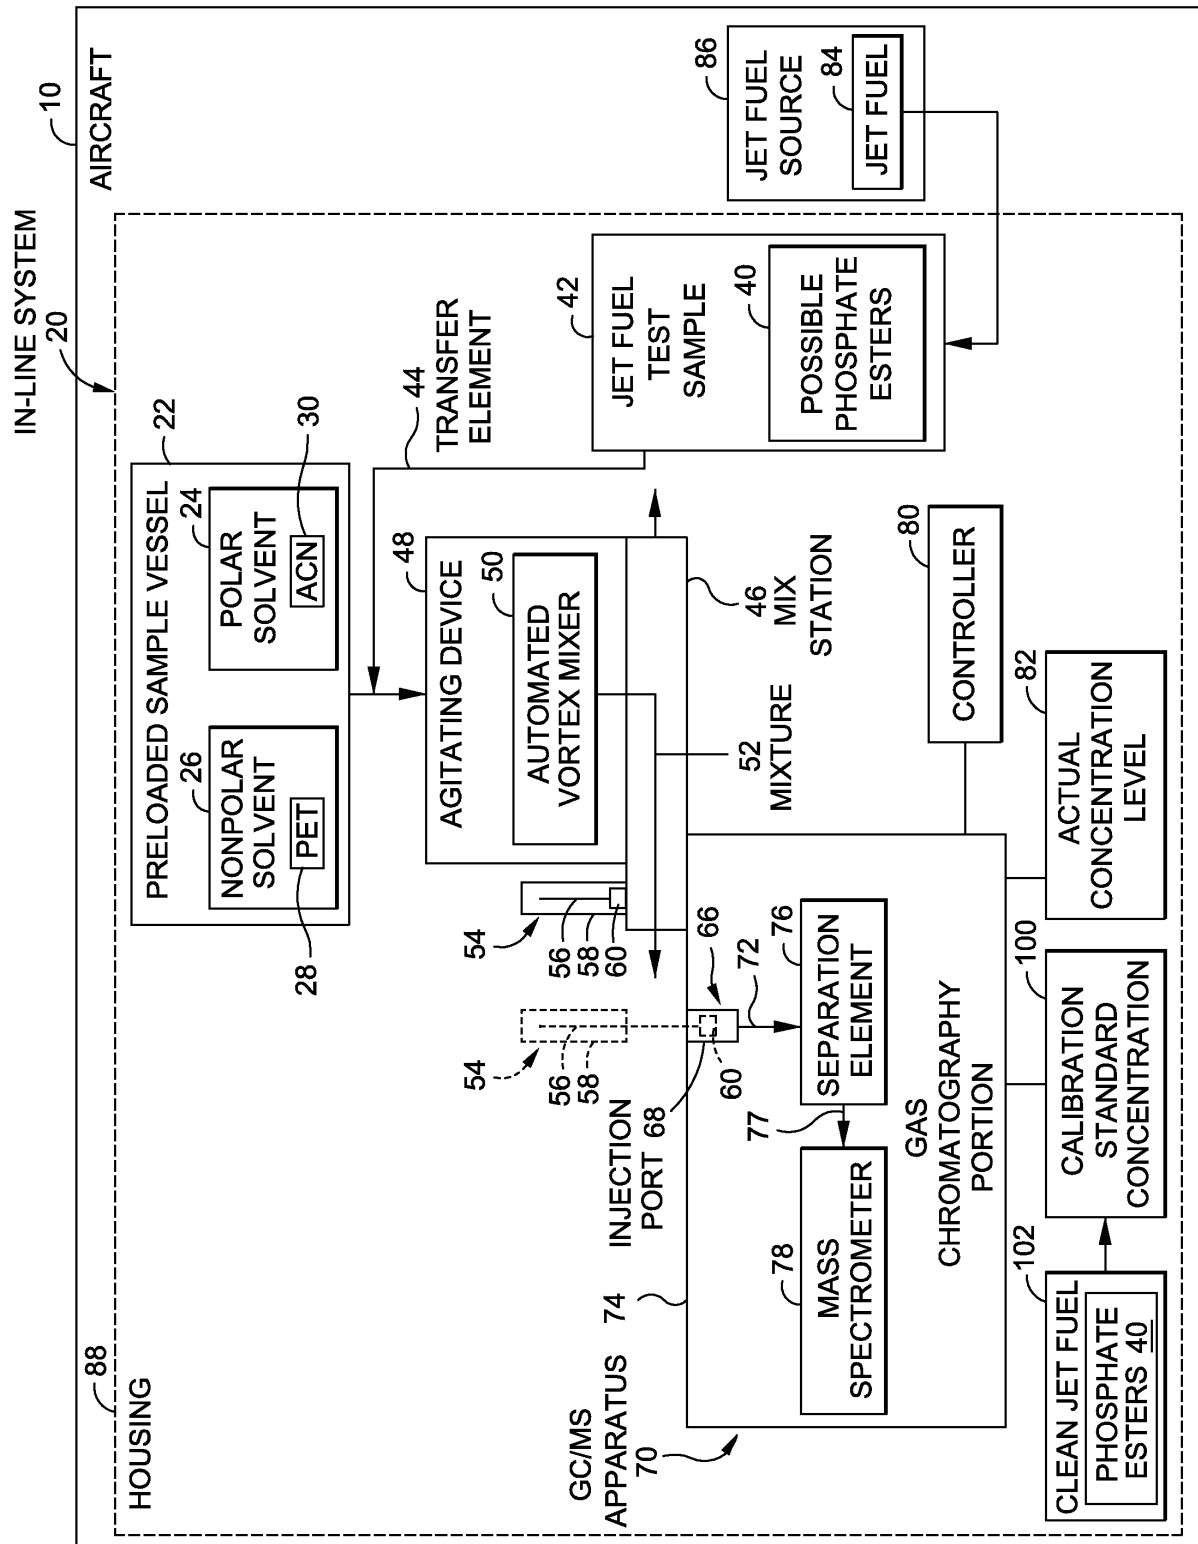 IN-LINE SYSTEM
20
10
AIRCRAFT
88
HOUSING
PRELOADED SAMPLE VESSEL
22
26
NONPOLAR
SOLVENT
PET
28
24
POLAR
SOLVENT
ACN
30
44
TRANSFER
ELEMENT
AGITATING DEVICE
48
50
AUTOMATED
VORTEX MIXER
54
56
58
60
54
56
58
60
66
72
INJECTION
PORT 68
52
MIXTURE
46
MIX
STATION
42
JET FUEL
TEST
SAMPLE
40
POSSIBLE
PHOSPHATE
ESTERS
86
JET FUEL
SOURCE
84
JET FUEL
GC/MS
APPARATUS
70
74
78
MASS
SPECTROMETER
77
76
SEPARATION
ELEMENT
GAS
CHROMATOGRAPHY
PORTION
80
CONTROLLER
102
CLEAN JET FUEL
PHOSPHATE
ESTERS 40
100
CALIBRATION
STANDARD
CONCENTRATION
82
ACTUAL
CONCENTRATION
LEVEL